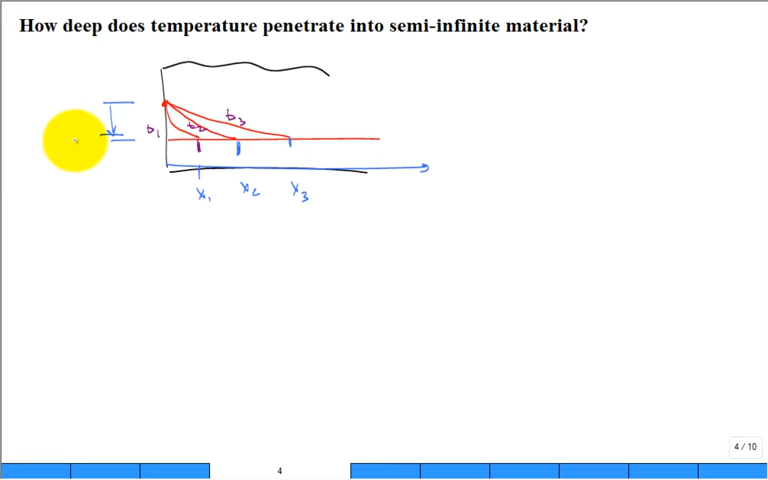 How deep does temperature penetrate into semi-infinite material?
t₁ t₂ t₃
x₁ x₂ x₃
4 / 10
4